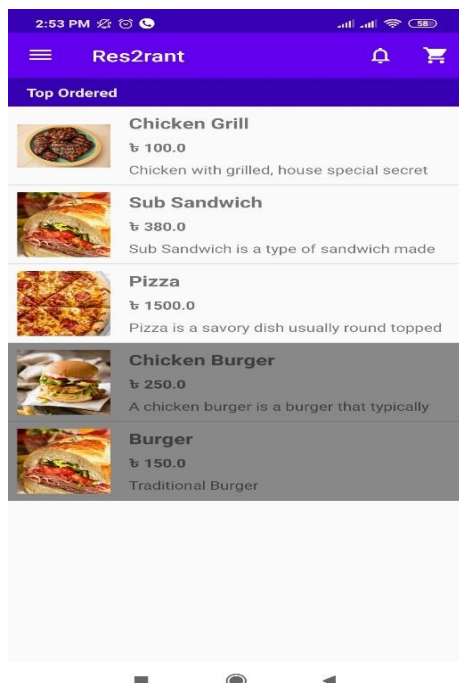 2:53 PM 58
Res2rant
Top Ordered
Chicken Grill
৳ 100.0
Chicken with grilled, house special secret
Sub Sandwich
৳ 380.0
Sub Sandwich is a type of sandwich made
Pizza
৳ 1500.0
Pizza is a savory dish usually round topped
Chicken Burger
৳ 250.0
A chicken burger is a burger that typically
Burger
৳ 150.0
Traditional Burger